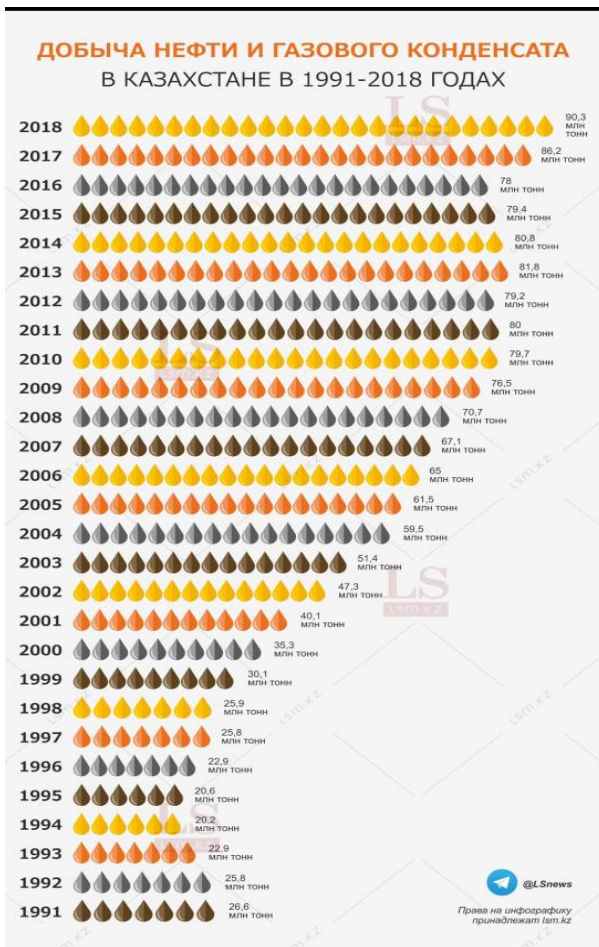 ДОБЫЧА НЕФТИ И ГАЗОВОГО КОНДЕНСАТА
В КАЗАХСТАНЕ В 1991-2018 ГОДАХ
LS
lsm.kz
2018 90,3
млн
тонн
2017 86,2
млн тонн
2016 78
млн тонн
2015 79,4
млн тонн
2014 80,8
млн тонн
2013 81,8
млн тонн
2012 79,2
млн тонн
2011 80
млн тонн
2010 79,7
млн тонн
2009 76,5
млн тонн
2008 70,7
млн тонн
2007 67,1
млн тонн
2006 65
млн тонн
2005 61,5
млн тонн
2004 59,5
млн тонн
2003 51,4
млн тонн
2002 47,3
млн тонн
LS
lsm.kz
2001 40,1
млн тонн
2000 35,3
млн тонн
1999 30,1
млн тонн
1998 25,9
млн тонн
1997 25,8
млн тонн
1996 22,9
млн тонн
1995 20,6
млн тонн
1994 20,2
млн тонн
1993 22,9
млн тонн
1992 25,8
млн тонн
1991 26,6
млн тонн
@LSnews
Права на инфографику
принадлежат lsm.kz